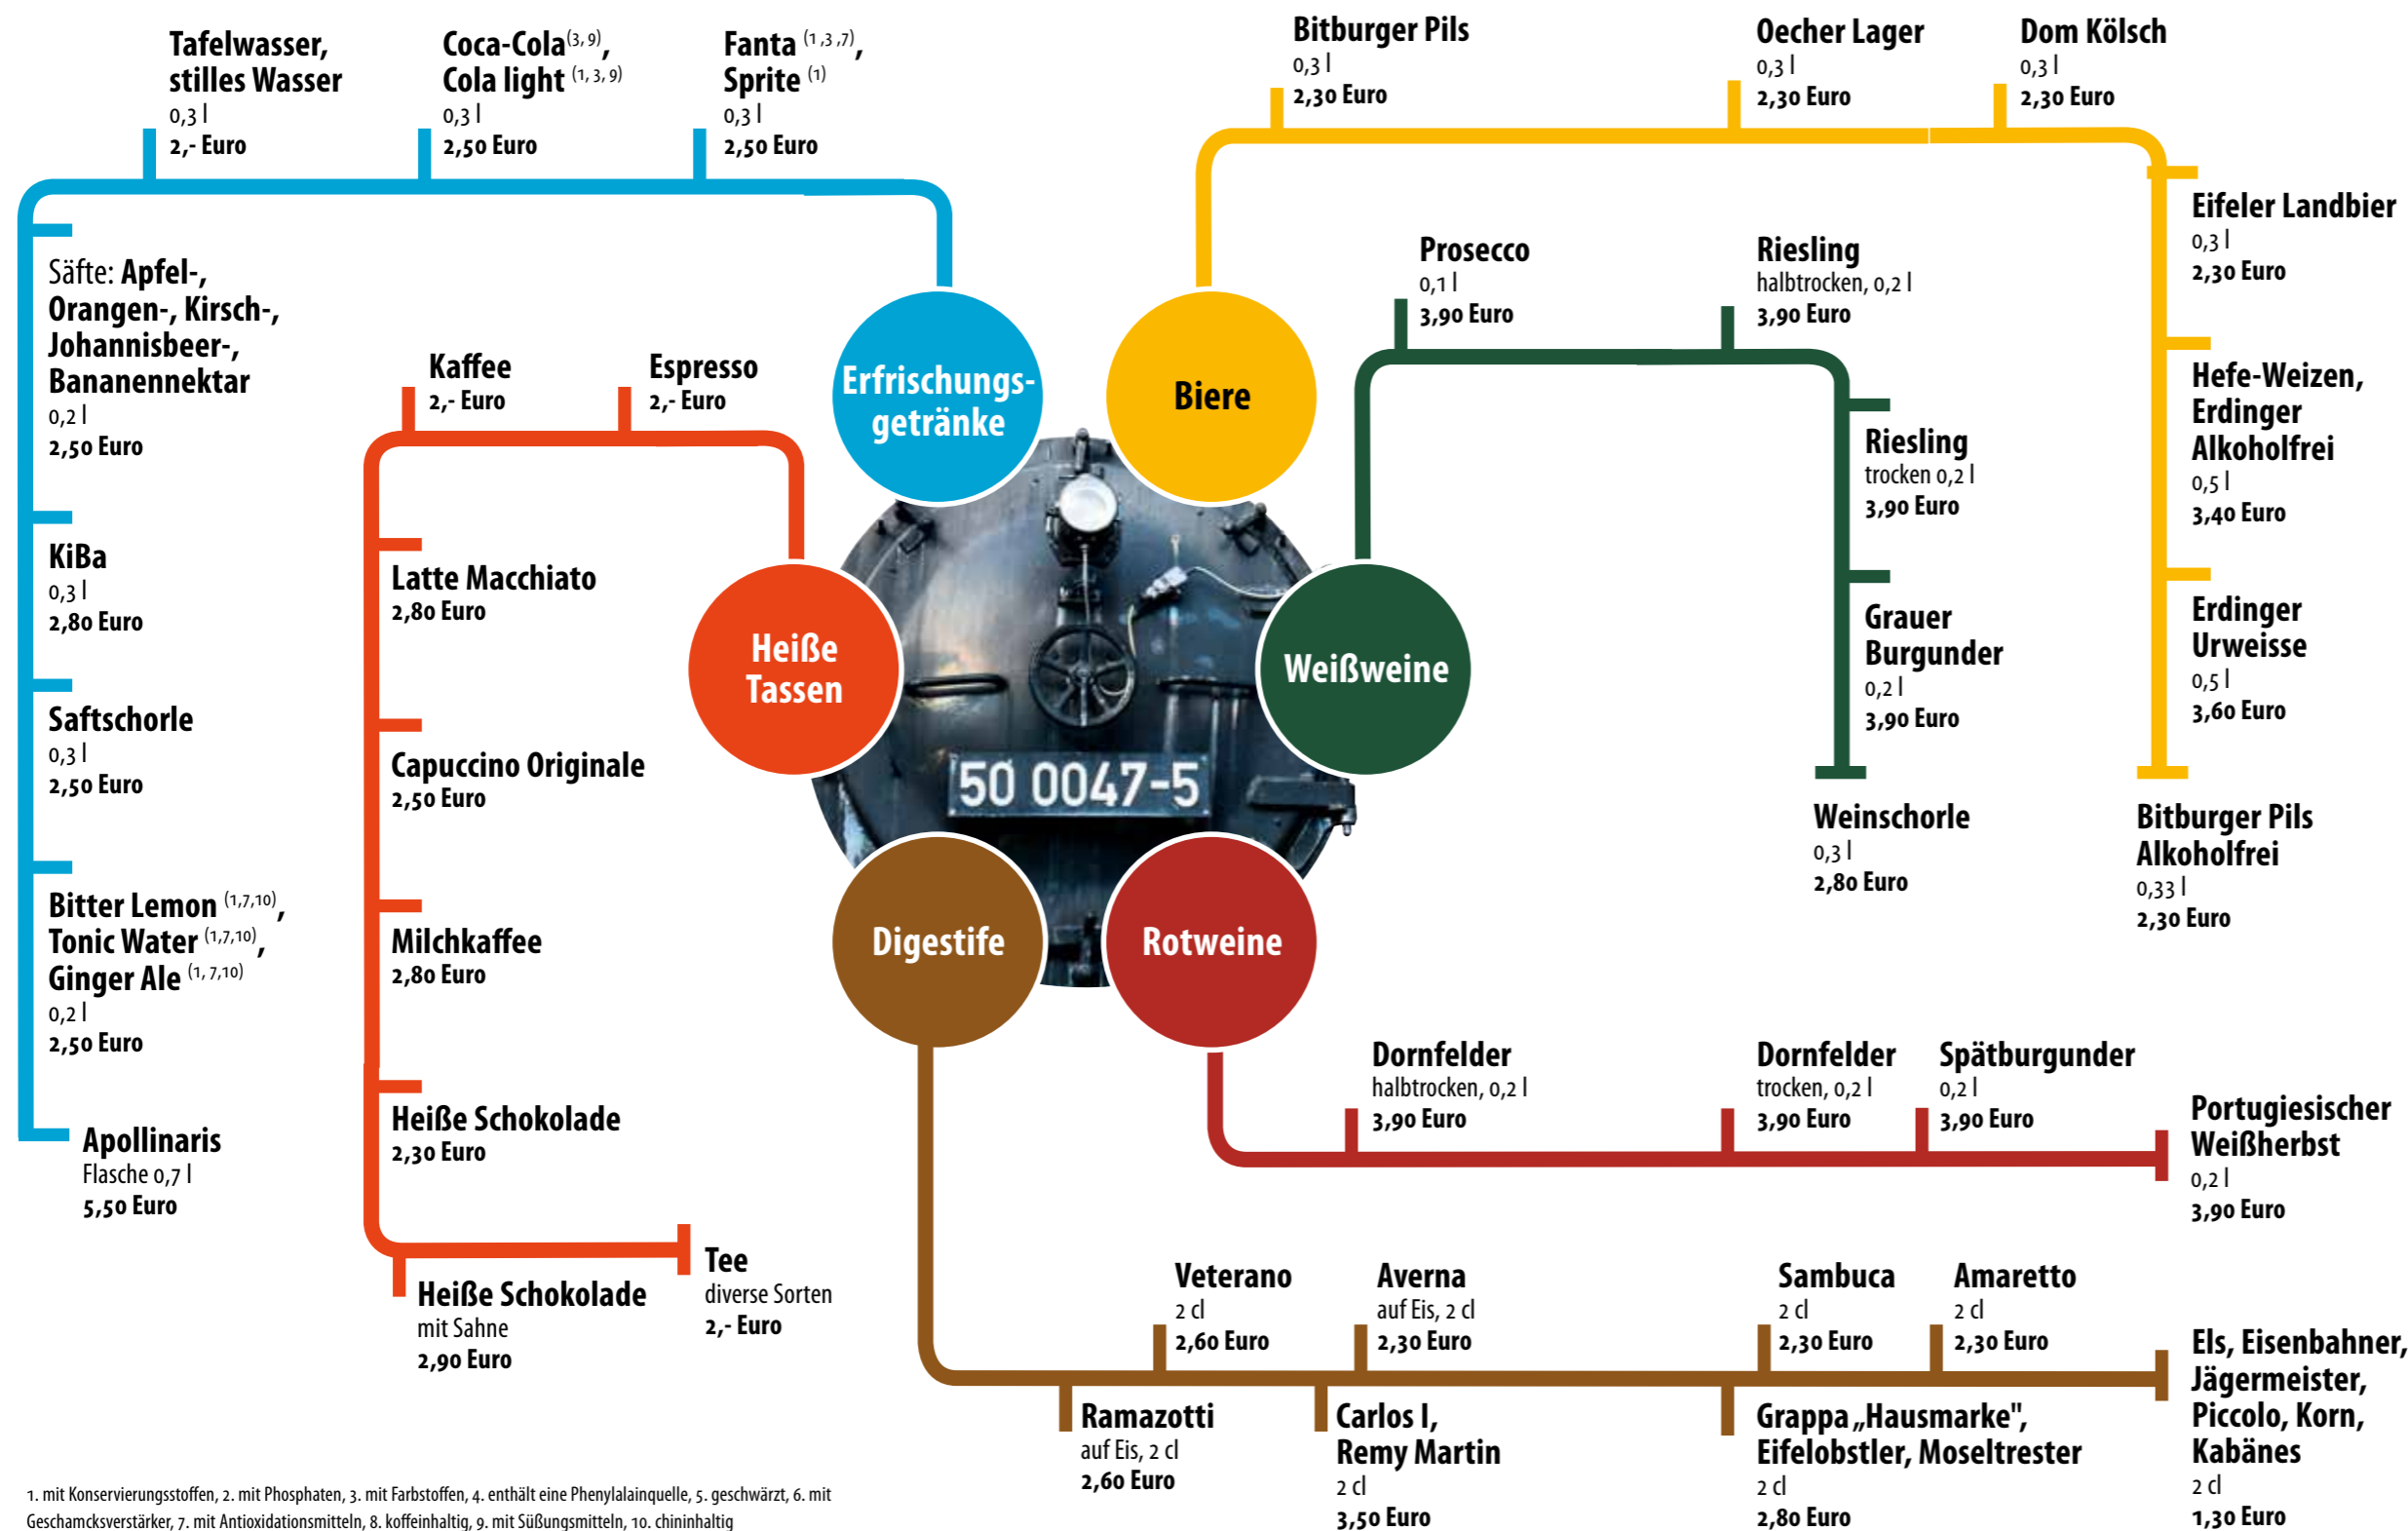 Tafelwasser,
stilles Wasser
0,3 l
2,- Euro
Coca-Cola(3, 9),
Cola light (1, 3, 9)
0,3 l
2,50 Euro
Fanta (1 ,3 ,7),
Sprite (1)
0,3 l
2,50 Euro
Säfte: Apfel-,
Orangen-, Kirsch-,
Johannisbeer-,
Bananennektar
0,2 l
2,50 Euro
KiBa
0,3 l
2,80 Euro
Saftschorle
0,3 l
2,50 Euro
Bitter Lemon (1,7,10),
Tonic Water (1,7,10),
Ginger Ale (1, 7,10)
0,2 l
2,50 Euro
Apollinaris
Flasche 0,7 l
5,50 Euro
Erfrischungs-
getränke
Kaffee
2,- Euro
Espresso
2,- Euro
Latte Macchiato
2,80 Euro
Capuccino Originale
2,50 Euro
Milchkaffee
2,80 Euro
Heiße Schokolade
2,30 Euro
Heiße Schokolade
mit Sahne
2,90 Euro
Tee
diverse Sorten
2,- Euro
Heiße
Tassen
Bitburger Pils
0,3 l
2,30 Euro
Oecher Lager
0,3 l
2,30 Euro
Dom Kölsch
0,3 l
2,30 Euro
Eifeler Landbier
0,3 l
2,30 Euro
Hefe-Weizen,
Erdinger
Alkoholfrei
0,5 l
3,40 Euro
Erdinger
Urweisse
0,5 l
3,60 Euro
Bitburger Pils
Alkoholfrei
0,33 l
2,30 Euro
Biere
Prosecco
0,1 l
3,90 Euro
Riesling
halbtrocken, 0,2 l
3,90 Euro
Riesling
trocken 0,2 l
3,90 Euro
Grauer
Burgunder
0,2 l
3,90 Euro
Weinschorle
0,3 l
2,80 Euro
Weißweine
50 0047-5
Digestife
Rotweine
Dornfelder
halbtrocken, 0,2 l
3,90 Euro
Dornfelder
trocken, 0,2 l
3,90 Euro
Spätburgunder
0,2 l
3,90 Euro
Portugiesischer
Weißherbst
0,2 l
3,90 Euro
Veterano
2 cl
2,60 Euro
Averna
auf Eis, 2 cl
2,30 Euro
Sambuca
2 cl
2,30 Euro
Amaretto
2 cl
2,30 Euro
Ramazotti
auf Eis, 2 cl
2,60 Euro
Carlos I,
Remy Martin
2 cl
3,50 Euro
Grappa „Hausmarke",
Eifelobstler, Moseltrester
2 cl
2,80 Euro
Els, Eisenbahner,
Jägermeister,
Piccolo, Korn,
Kabänes
2 cl
1,30 Euro
1. mit Konservierungsstoffen, 2. mit Phosphaten, 3. mit Farbstoffen, 4. enthält eine Phenylalainquelle, 5. geschwärzt, 6. mit
Geschamcksverstärker, 7. mit Antioxidationsmitteln, 8. koffeinhaltig, 9. mit Süßungsmitteln, 10. chininhaltig